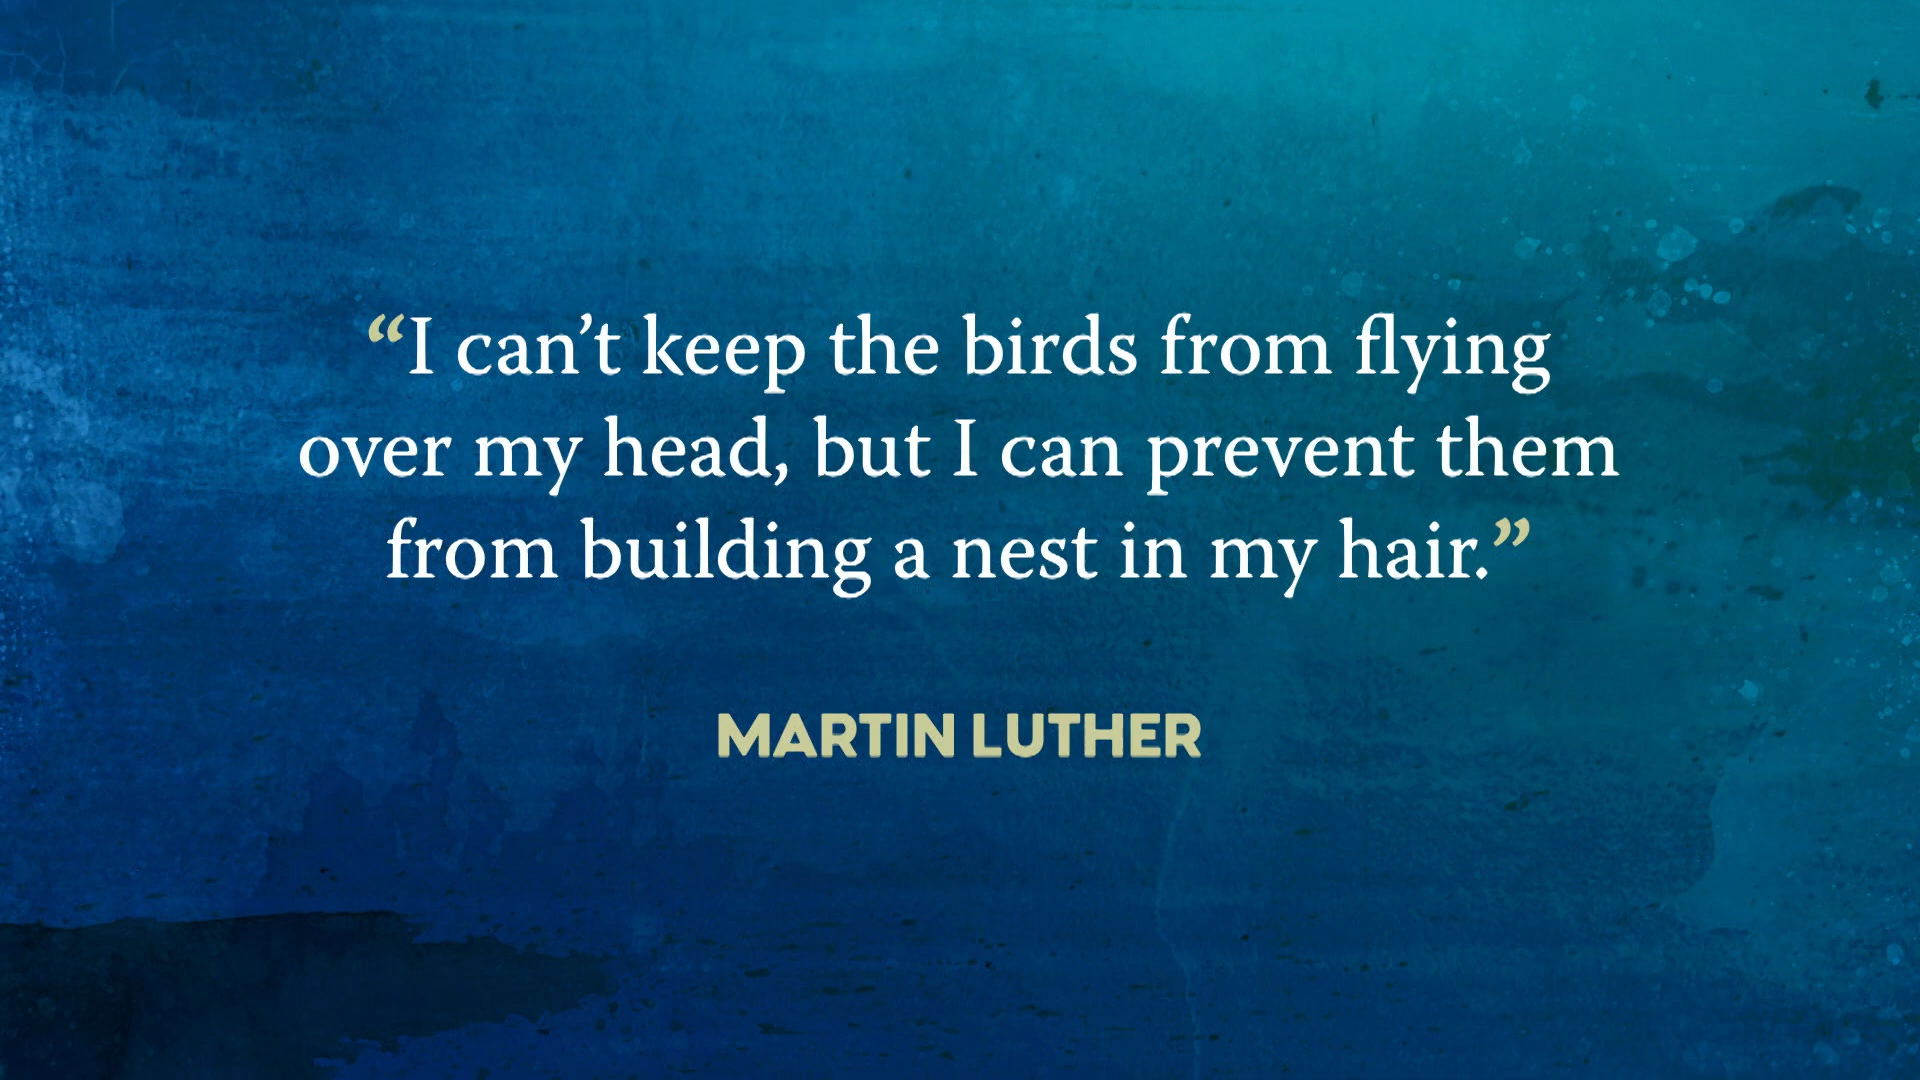 “I can’t keep the birds from flying
over my head, but I can prevent them
from building a nest in my hair.”
MARTIN LUTHER